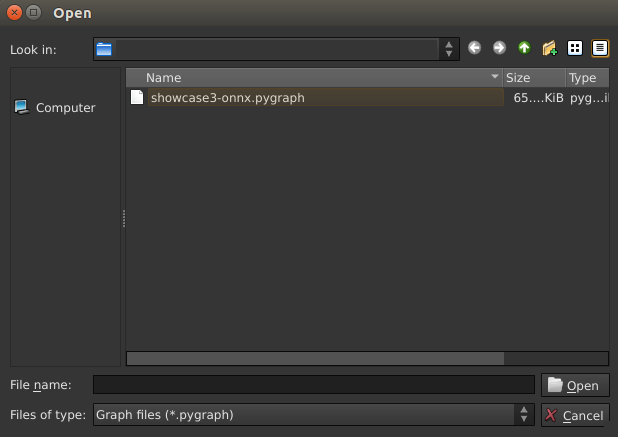 Open
Look in:
Name Size Type
Computer
showcase3-onnx.pygraph 65....KiB pyg...il
File name: Open
Files of type: Graph files (*.pygraph) Cancel